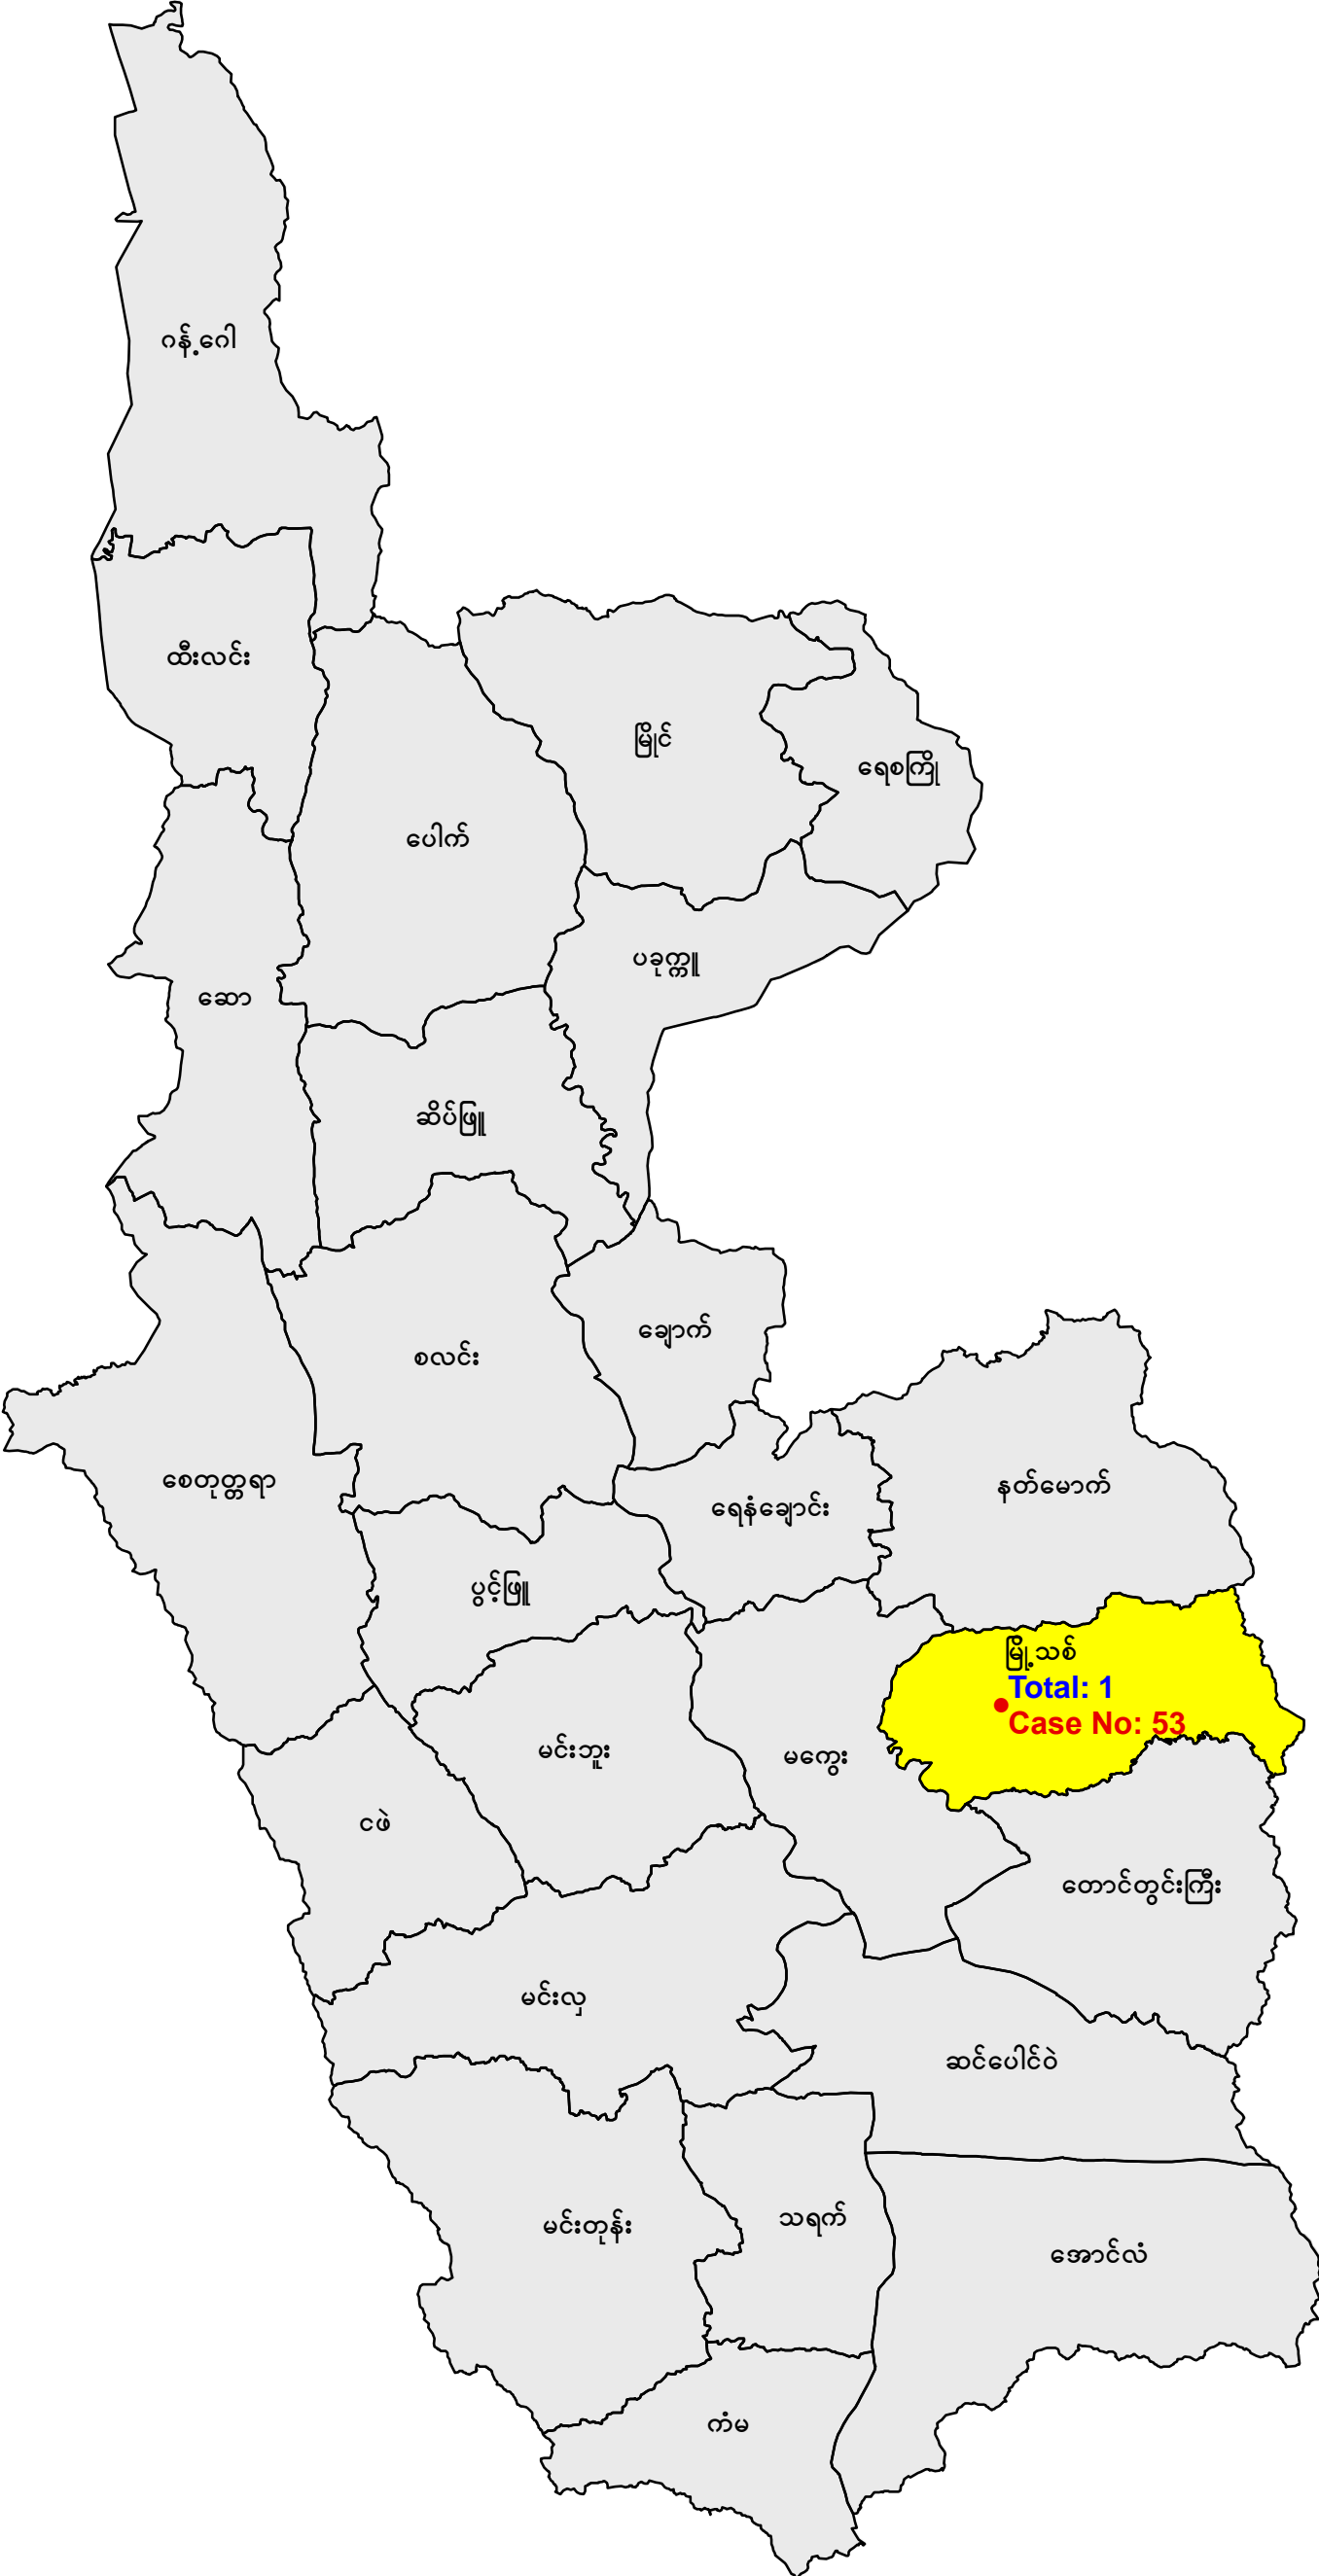 ဂန့်ဂေါ
ထီးလင်း
မြိုင်
ရေစကြို
ပေါက်
ပခုက္ကူ
ဆော
ဆိပ်ဖြူ
ချောက်
စလင်း
စေတုတ္တရာ
နတ်မောက်
ရေနံချောင်း
ပွင့်ဖြူ
မြို့သစ်
Total: 1
Case No: 53
မင်းဘူး
မကွေး
ငဖဲ
တောင်တွင်းကြီး
မင်းလှ
ဆင်ပေါင်ဝဲ
သရက်
မင်းတုန်း
အောင်လံ
ကံမ